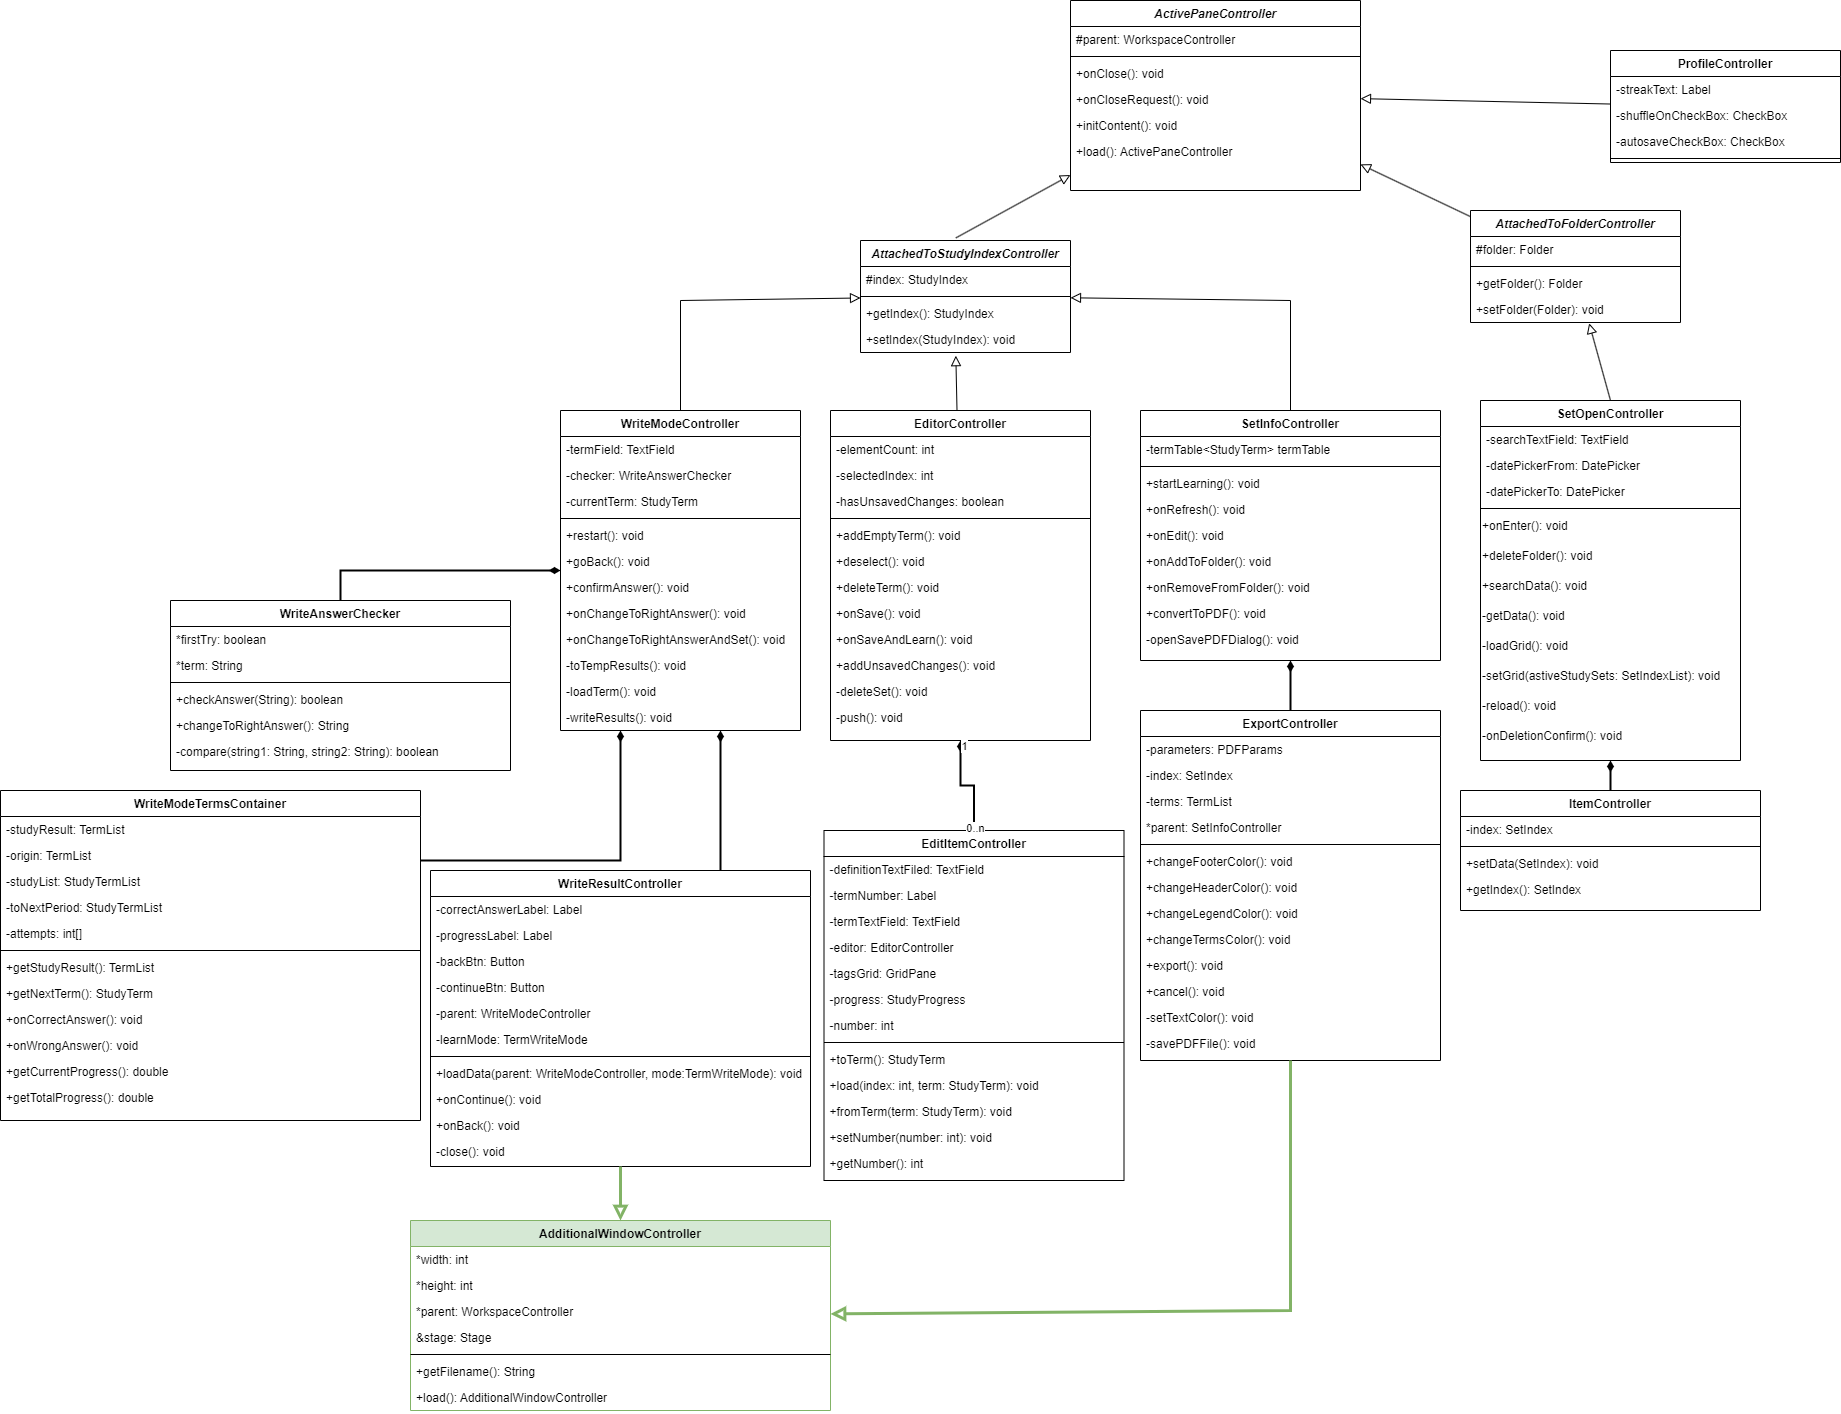 ActivePaneController
#parent: WorkspaceController
+onClose(): void
+onCloseRequest(): void
+initContent(): void
+load(): ActivePaneController
ProfileController
-streakText: Label
-shuffleOnCheckBox: CheckBox
-autosaveCheckBox: CheckBox
AttachedToStudyIndexController
#index: StudyIndex
+getIndex(): StudyIndex
+setIndex(StudyIndex): void
AttachedToFolderController
#folder: Folder
+getFolder(): Folder
+setFolder(Folder): void
WriteModeController
-termField: TextField
-checker: WriteAnswerChecker
-currentTerm: StudyTerm
+restart(): void
+goBack(): void
+confirmAnswer(): void
+onChangeToRightAnswer(): void
+onChangeToRightAnswerAndSet(): void
-toTempResults(): void
-loadTerm(): void
-writeResults(): void
EditorController
-elementCount: int
-selectedIndex: int
-hasUnsavedChanges: boolean
+addEmptyTerm(): void
+deselect(): void
+deleteTerm(): void
+onSave(): void
+onSaveAndLearn(): void
+addUnsavedChanges(): void
-deleteSet(): void
-push(): void
1
0..n
SetInfoController
-termTable<StudyTerm> termTable
+startLearning(): void
+onRefresh(): void
+onEdit(): void
+onAddToFolder(): void
+onRemoveFromFolder(): void
+convertToPDF(): void
-openSavePDFDialog(): void
SetOpenController
-searchTextField: TextField
-datePickerFrom: DatePicker
-datePickerTo: DatePicker
+onEnter(): void
+deleteFolder(): void
+searchData(): void
-getData(): void
-loadGrid(): void
-setGrid(astiveStudySets: SetIndexList): void
-reload(): void
-onDeletionConfirm(): void
WriteAnswerChecker
*firstTry: boolean
*term: String
+checkAnswer(String): boolean
+changeToRightAnswer(): String
-compare(string1: String, string2: String): boolean
WriteModeTermsContainer
-studyResult: TermList
-origin: TermList
-studyList: StudyTermList
-toNextPeriod: StudyTermList
-attempts: int[]
+getStudyResult(): TermList
+getNextTerm(): StudyTerm
+onCorrectAnswer(): void
+onWrongAnswer(): void
+getCurrentProgress(): double
+getTotalProgress(): double
WriteResultController
-correctAnswerLabel: Label
-progressLabel: Label
-backBtn: Button
-continueBtn: Button
-parent: WriteModeController
-learnMode: TermWriteMode
+loadData(parent: WriteModeController, mode:TermWriteMode): void
+onContinue(): void
+onBack(): void
-close(): void
EditItemController
-definitionTextFiled: TextField
-termNumber: Label
-termTextField: TextField
-editor: EditorController
-tagsGrid: GridPane
-progress: StudyProgress
-number: int
+toTerm(): StudyTerm
+load(index: int, term: StudyTerm): void
+fromTerm(term: StudyTerm): void
+setNumber(number: int): void
+getNumber(): int
ExportController
-parameters: PDFParams
-index: SetIndex
-terms: TermList
*parent: SetInfoController
+changeFooterColor(): void
+changeHeaderColor(): void
+changeLegendColor(): void
+changeTermsColor(): void
+export(): void
+cancel(): void
-setTextColor(): void
-savePDFFile(): void
ItemController
-index: SetIndex
+setData(SetIndex): void
+getIndex(): SetIndex
AdditionalWindowController
*width: int
*height: int
*parent: WorkspaceController
&stage: Stage
+getFilename(): String
+load(): AdditionalWindowController